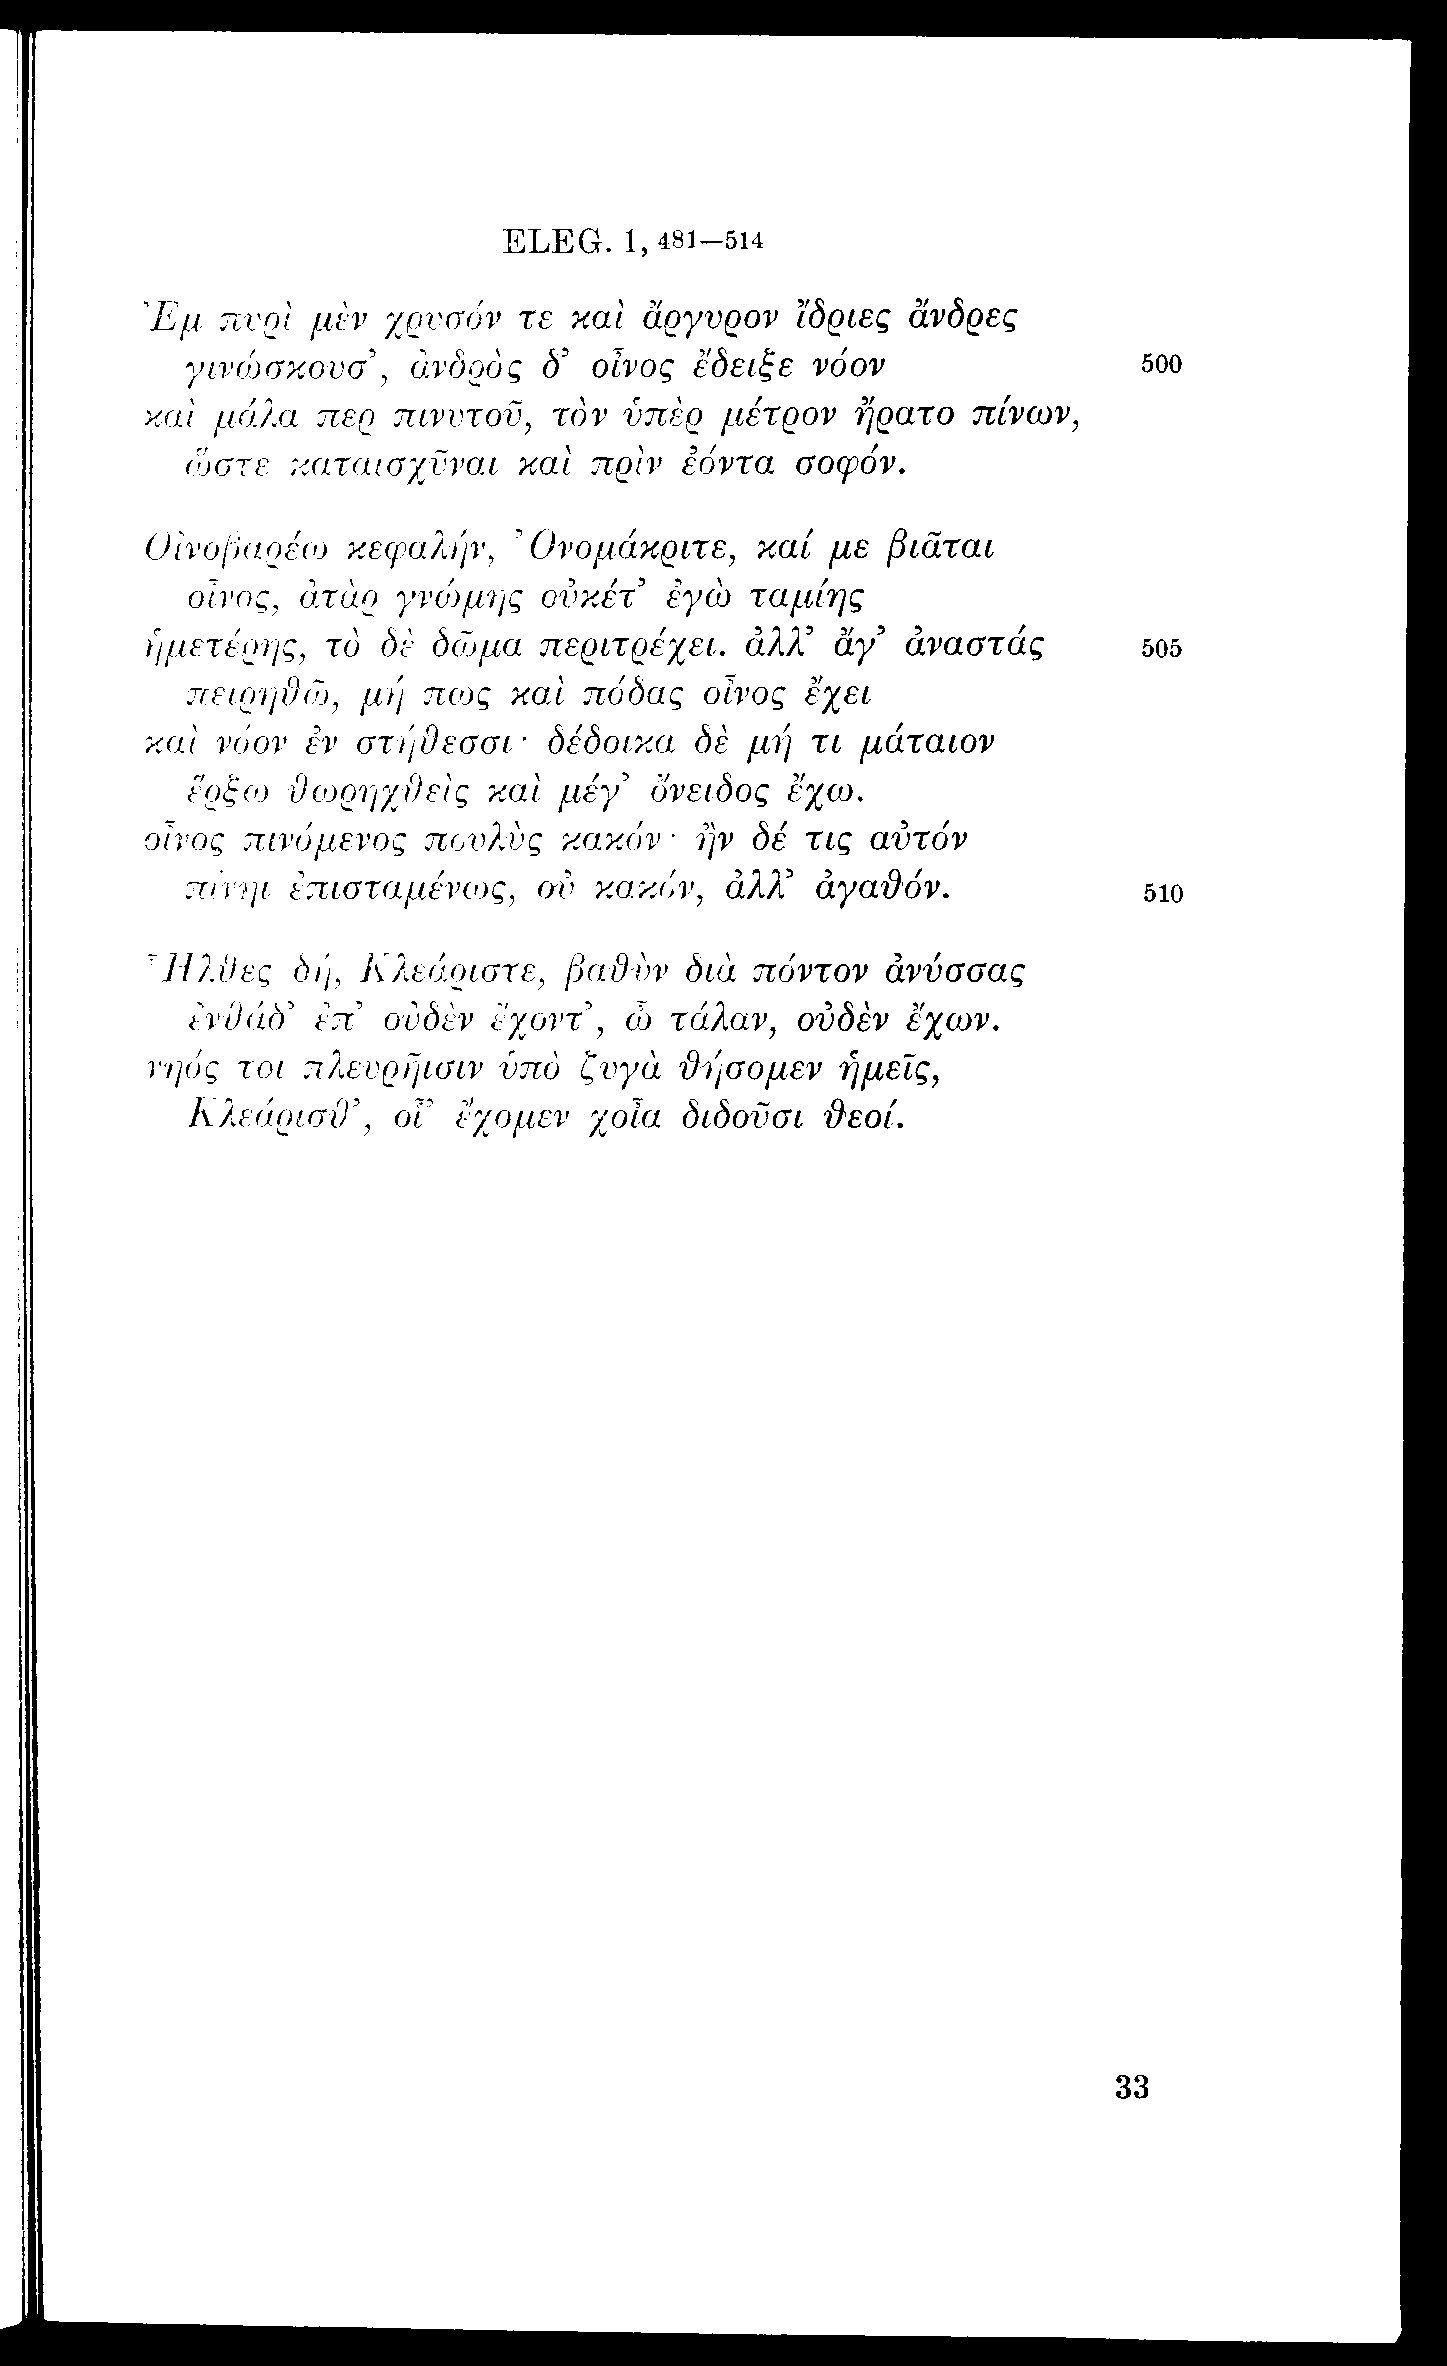 ELEG. 1, 481—514
Ἐμ πυρὶ μὲν χρυσόν τε καὶ ἄργυρον ἴδριες ἄνδρες
γινώσκουσ’, ἀνδρὸς δ’ οἶνος ἔδειξε νόον 500
καὶ μάλα περ πινυτοῦ, τὸν ὑπὲρ μέτρον ἤρατο πίνων,
ὥστε καταισχῦναι καὶ πρὶν ἐόντα σοφόν.
Οἰνοβαρέω κεφαλήν, Ὀνομάκριτε, καί με βιᾶται
οἶνος, ἀτὰρ γνώμης οὐκέτ’ ἐγὼ ταμίης
ἡμετέρης, τὸ δὲ δῶμα περιτρέχει. ἀλλ’ ἄγ’ ἀναστάς 505
πειρηθῶ, μή πως καὶ πόδας οἶνος ἔχει
καὶ νόον ἐν στήθεσσι· δέδοικα δὲ μή τι μάταιον
ἔρξω θωρηχθεὶς καὶ μέγ’ ὄνειδος ἔχω.
οἶνος πινόμενος πουλὺς κακόν· ἢν δέ τις αὐτόν
πίνηι ἐπισταμένως, οὐ κακόν, ἀλλ’ ἀγαθόν. 510
Ἦλθες δή, Κλεάριστε, βαθὺν διὰ πόντον ἀνύσσας
ἐνθάδ’ ἐπ’ οὐδὲν ἔχοντ’, ὦ τάλαν, οὐδὲν ἔχων.
νηός τοι πλευρῆισιν ὑπὸ ζυγὰ θήσομεν ἡμεῖς,
Κλεάρισθ’, οἷ’ ἔχομεν χοἶα διδοῦσι θεοί.
33